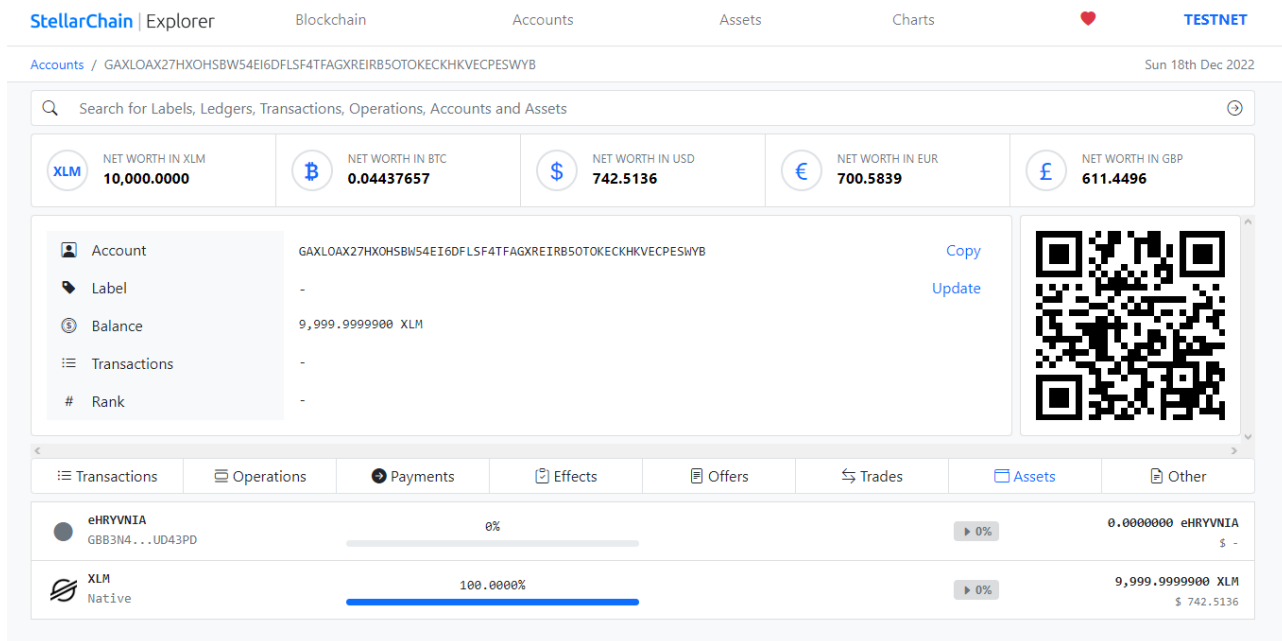 StellarChain | Explorer Blockchain Accounts Assets Charts TESTNET
Accounts / GAXLOAX27HXOHSBW54EI6DFLSF4TFAGXREIRB5OTOKECKHKVECPESWYB Sun 18th Dec 2022
Search for Labels, Ledgers, Transactions, Operations, Accounts and Assets
XLM
NET WORTH IN XLM
10,000.0000
NET WORTH IN BTC
0.04437657
$
NET WORTH IN USD
742.5136
€
NET WORTH IN EUR
700.5839
£
NET WORTH IN GBP
611.4496
Account GAXLOAX27HXOHSBW54EI6DFLSF4TFAGXREIRB5OTOKECKHKVECPESWYB Copy
Label - Update
Balance 9,999.9999900 XLM
Transactions -
# Rank -
Transactions Operations Payments Effects Offers Trades Assets Other
eHRYVNIA 0% 0% 0.0000000 eHRYVNIA
GBB3N4...UD43PD $ -
XLM 100.0000% 0% 9,999.9999900 XLM
Native $ 742.5136